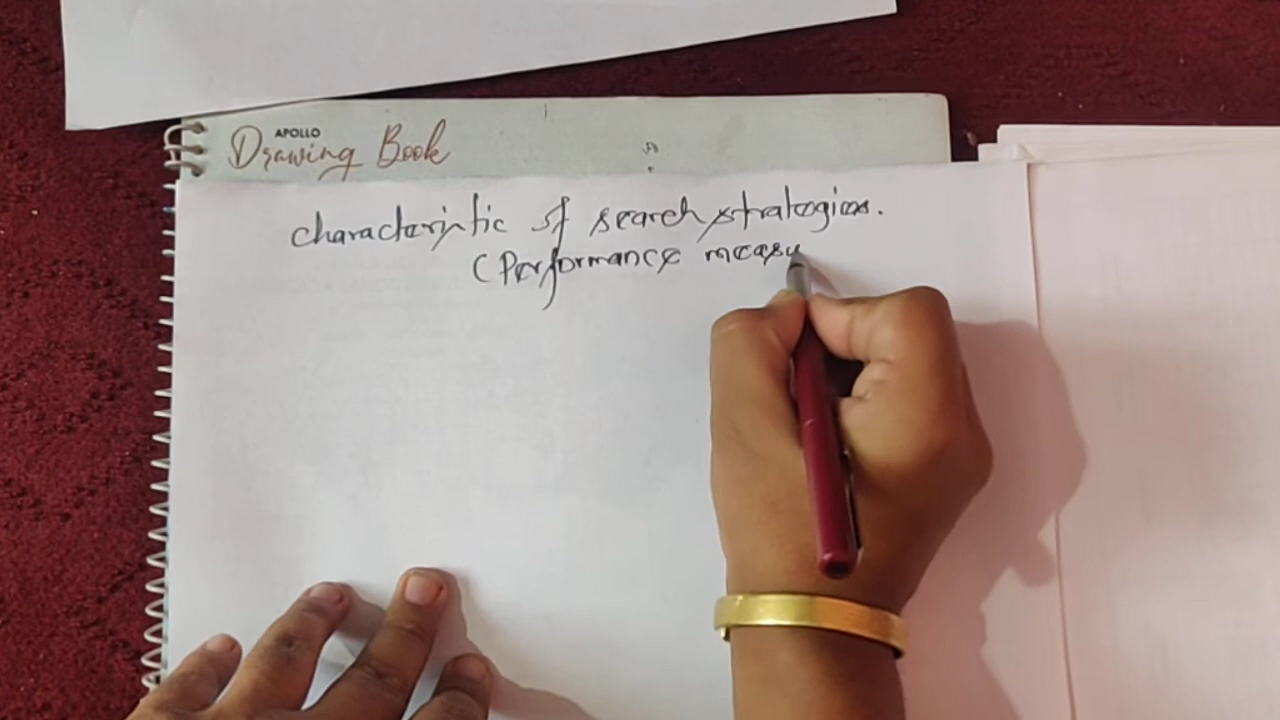 APOLLO
Drawing Book
characteristic of search strategies.
(Performance measu